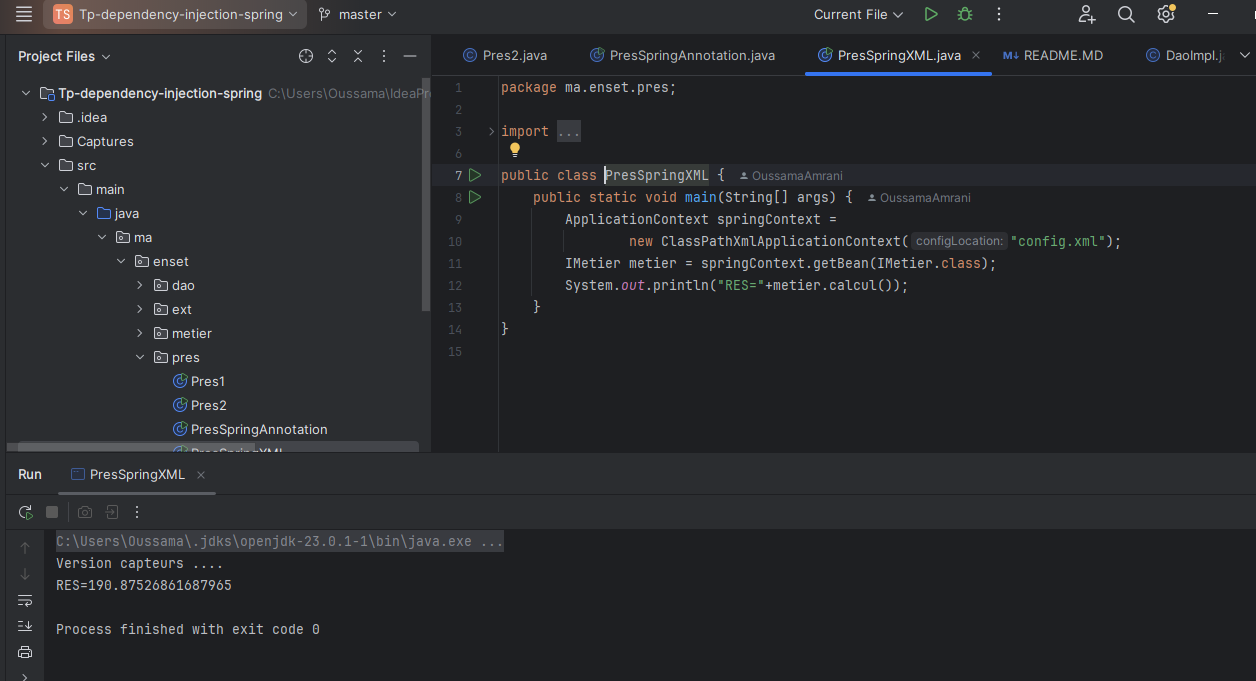 TS Tp-dependency-injection-spring master Current File
Project Files
Pres2.java PresSpringAnnotation.java PresSpringXML.java README.MD DaoImpl.j
Tp-dependency-injection-spring C:\Users\Oussama\IdeaPr
.idea
Captures
src
main
java
ma
enset
dao
ext
metier
pres
Pres1
Pres2
PresSpringAnnotation
PresSpringXML
1 package ma.enset.pres;
2
3 import ...
6
7 public class PresSpringXML { OussamaAmrani
8 public static void main(String[] args) { OussamaAmrani
9 ApplicationContext springContext =
10 new ClassPathXmlApplicationContext( configLocation: "config.xml");
11 IMetier metier = springContext.getBean(IMetier.class);
12 System.out.println("RES="+metier.calcul());
13 }
14 }
15
Run PresSpringXML
C:\Users\Oussama\.jdks\openjdk-23.0.1-1\bin\java.exe ...
Version capteurs ....
RES=190.87526861687965
Process finished with exit code 0